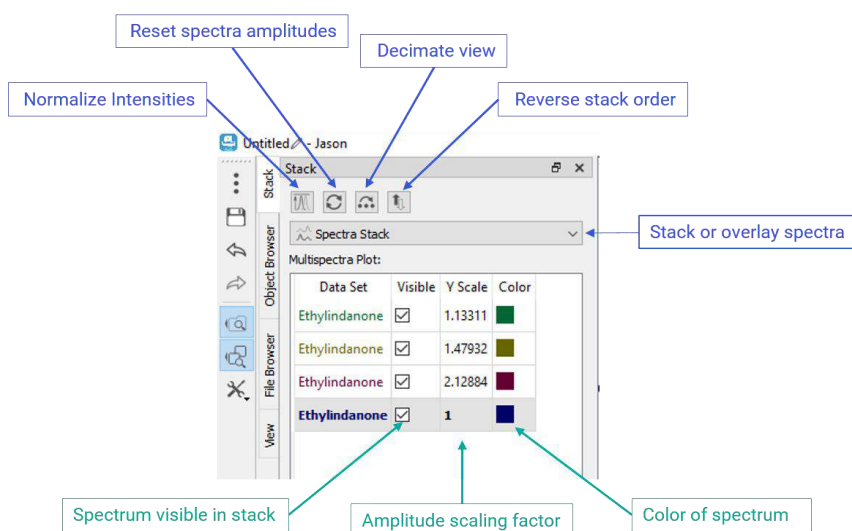 Reset spectra amplitudes
Decimate view
Normalize Intensities
Reverse stack order
Untitled - Jason
Stack
Stack
Object Browser
File Browser
View
Spectra Stack
Stack or overlay spectra
Multispectra Plot:
Data Set Visible Y Scale Color
Ethylindanone 1.13311
Ethylindanone 1.47932
Ethylindanone 2.12884
Ethylindanone 1
Spectrum visible in stack
Amplitude scaling factor
Color of spectrum